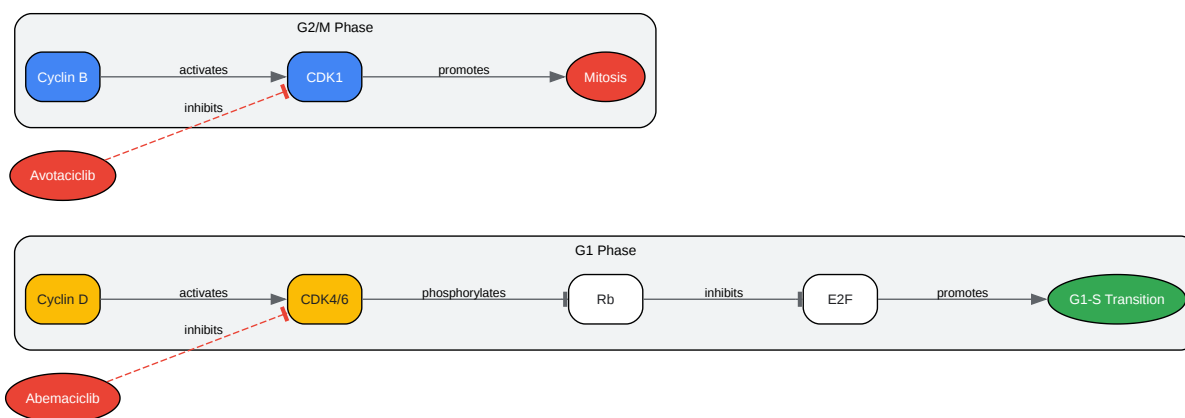 G2/M Phase
Cyclin B
activates
CDK1
promotes
Mitosis
inhibits
Avotaciclib
G1 Phase
Cyclin D
activates
CDK4/6
phosphorylates
Rb
inhibits
E2F
promotes
G1-S Transition
inhibits
Abemaciclib